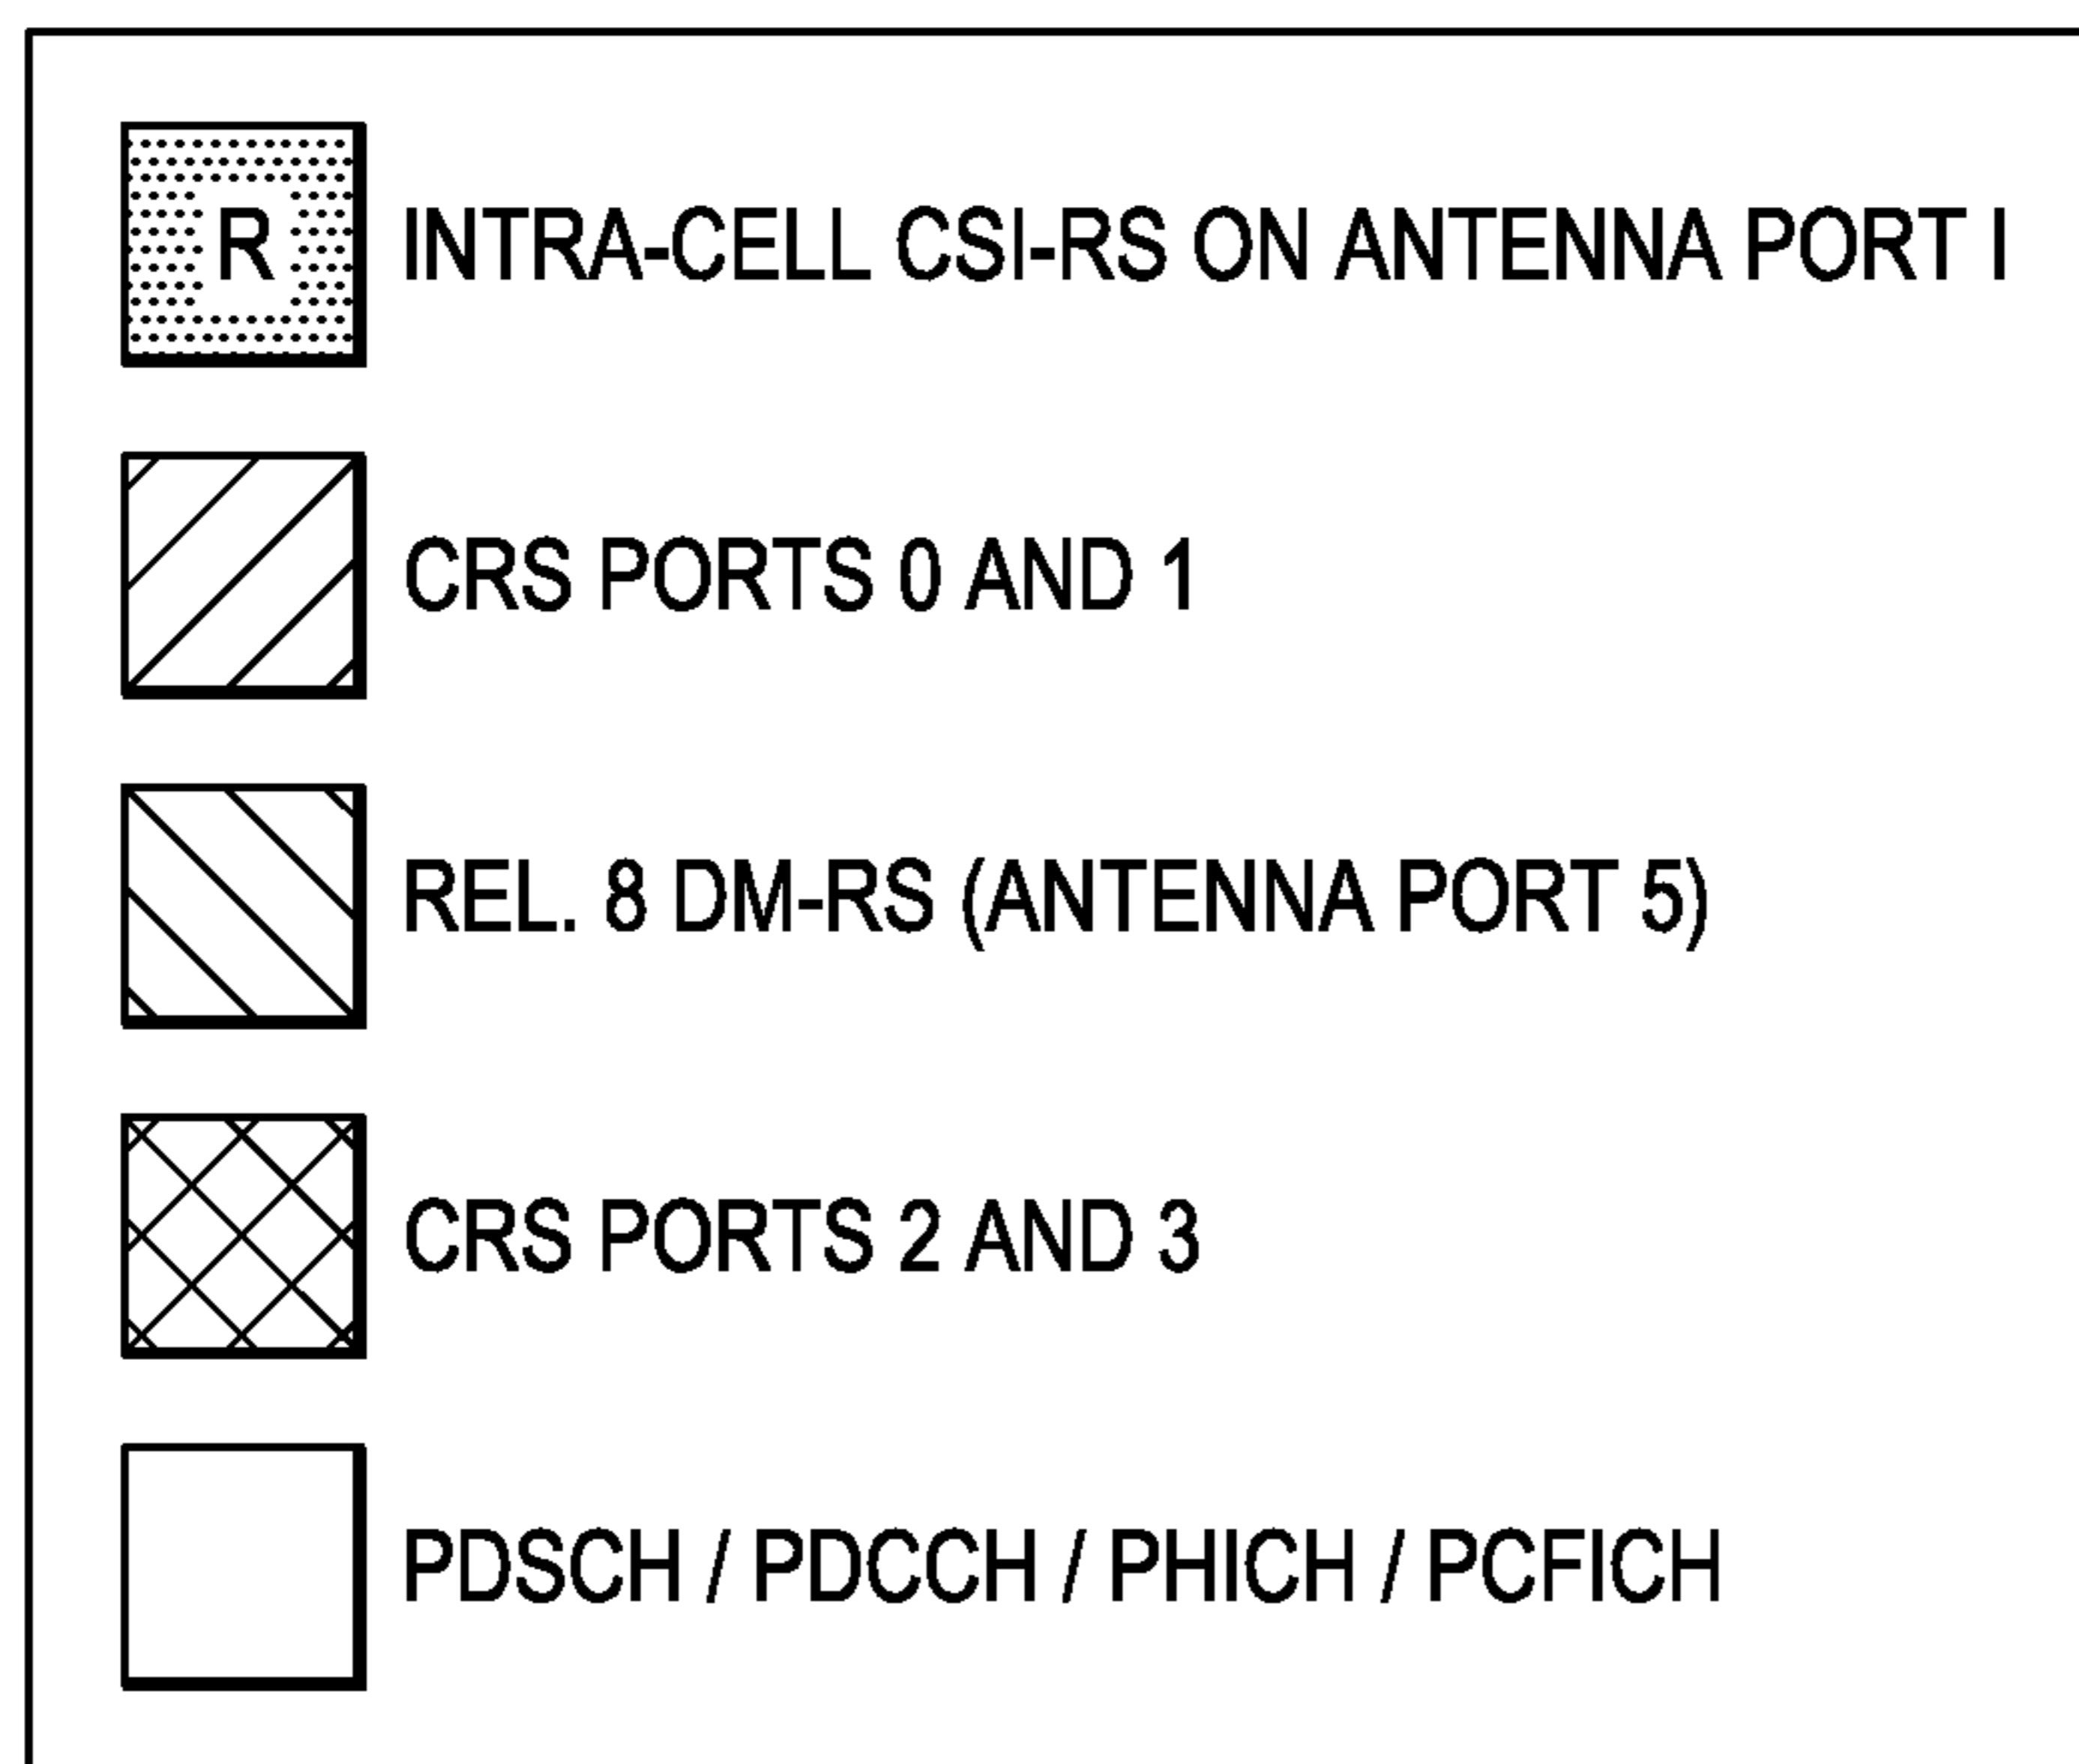 R INTRA-CELL CSI-RS ON ANTENNA PORT I
CRS PORTS 0 AND 1
REL. 8 DM-RS (ANTENNA PORT 5)
CRS PORTS 2 AND 3
PDSCH / PDCCH / PHICH / PCFICH